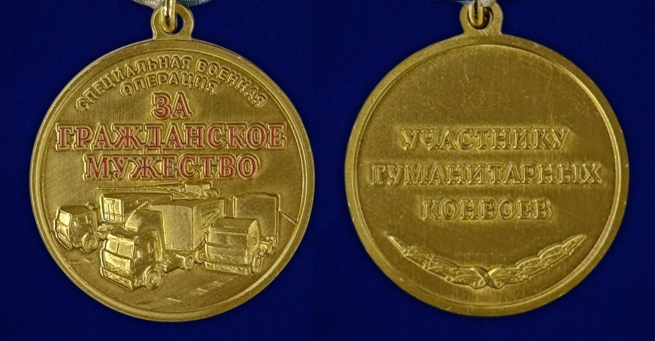 СПЕЦИАЛЬНАЯ ВОЕННАЯ
ОПЕРАЦИЯ
ЗА
ГРАЖДАНСКОЕ
МУЖЕСТВО
УЧАСТНИКУ
ГУМАНИТАРНЫХ
КОНВОЕВ